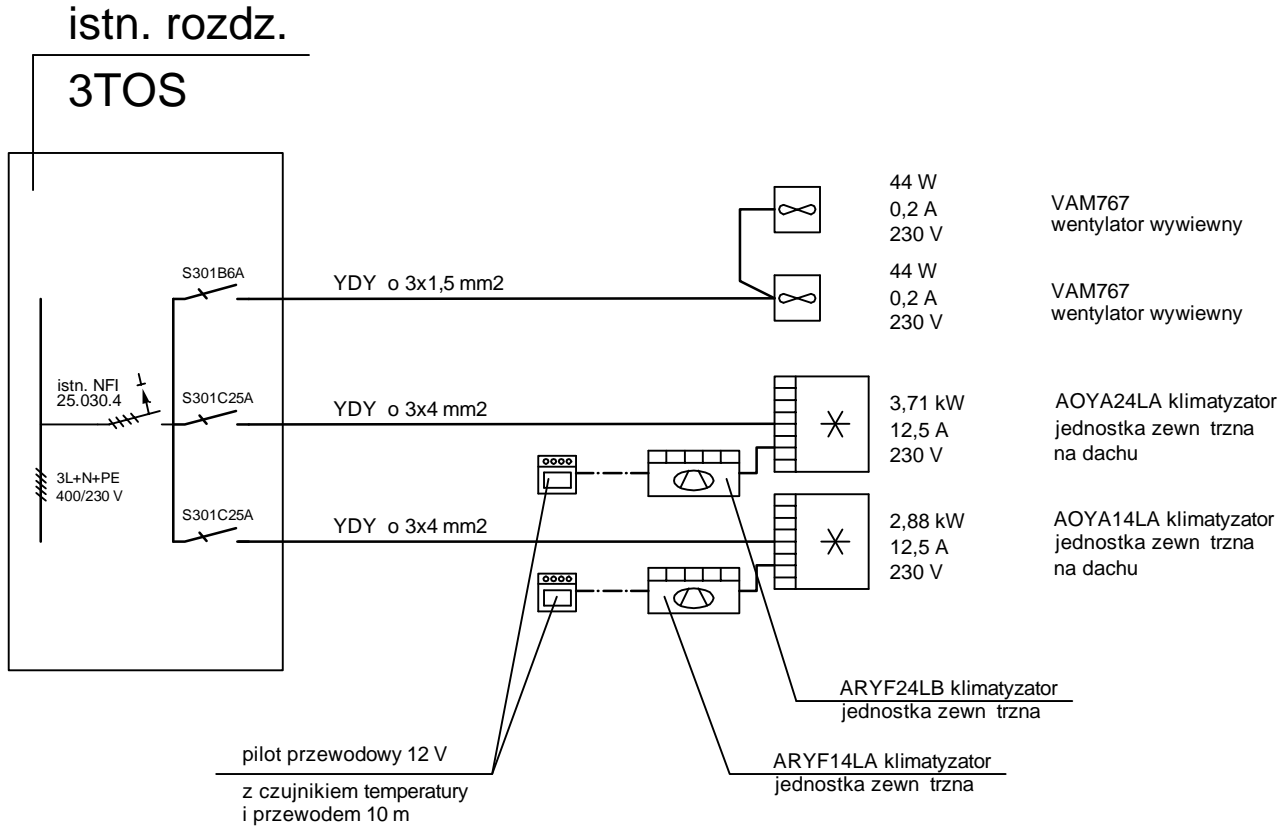 istn. rozdz.
3TOS
S301B6A
YDY o 3x1,5 mm2
44 W
0,2 A
230 V
VAM767
wentylator wywiewny
44 W
0,2 A
230 V
VAM767
wentylator wywiewny
istn. NFI
25.030.4
S301C25A
YDY o 3x4 mm2
3,71 kW
12,5 A
230 V
AOYA24LA klimatyzator
jednostka zewn trzna
na dachu
3L+N+PE
400/230 V
S301C25A
YDY o 3x4 mm2
2,88 kW
12,5 A
230 V
AOYA14LA klimatyzator
jednostka zewn trzna
na dachu
ARYF24LB klimatyzator
jednostka zewn trzna
pilot przewodowy 12 V
z czujnikiem temperatury
i przewodem 10 m
ARYF14LA klimatyzator
jednostka zewn trzna